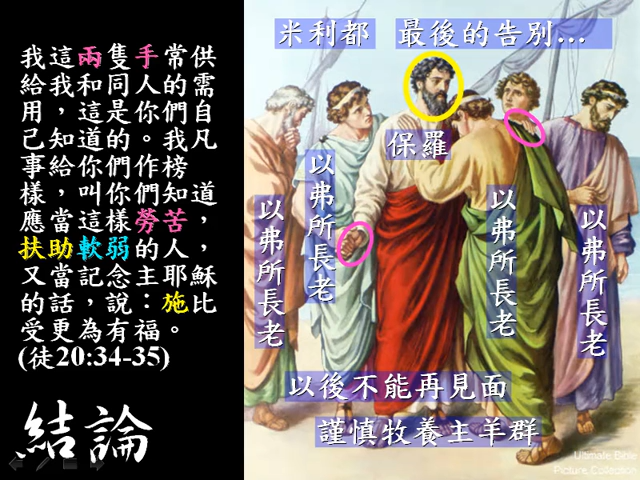 我這兩隻手常供
給我和同人的需
用，這是你們自
己知道的。我凡
事給你們作榜
樣，叫你們知道
應當這樣勞苦，
扶助軟弱的人，
又當記念主耶穌
的話，說：施比
受更為有福。
(徒20:34-35)
結論
米利都 最後的告別...
保羅
以弗所長老
以弗所長老
以弗所長老
以弗所長老
以後不能再見面
謹慎牧養主羊群
Ultimate Bible
Picture Collection